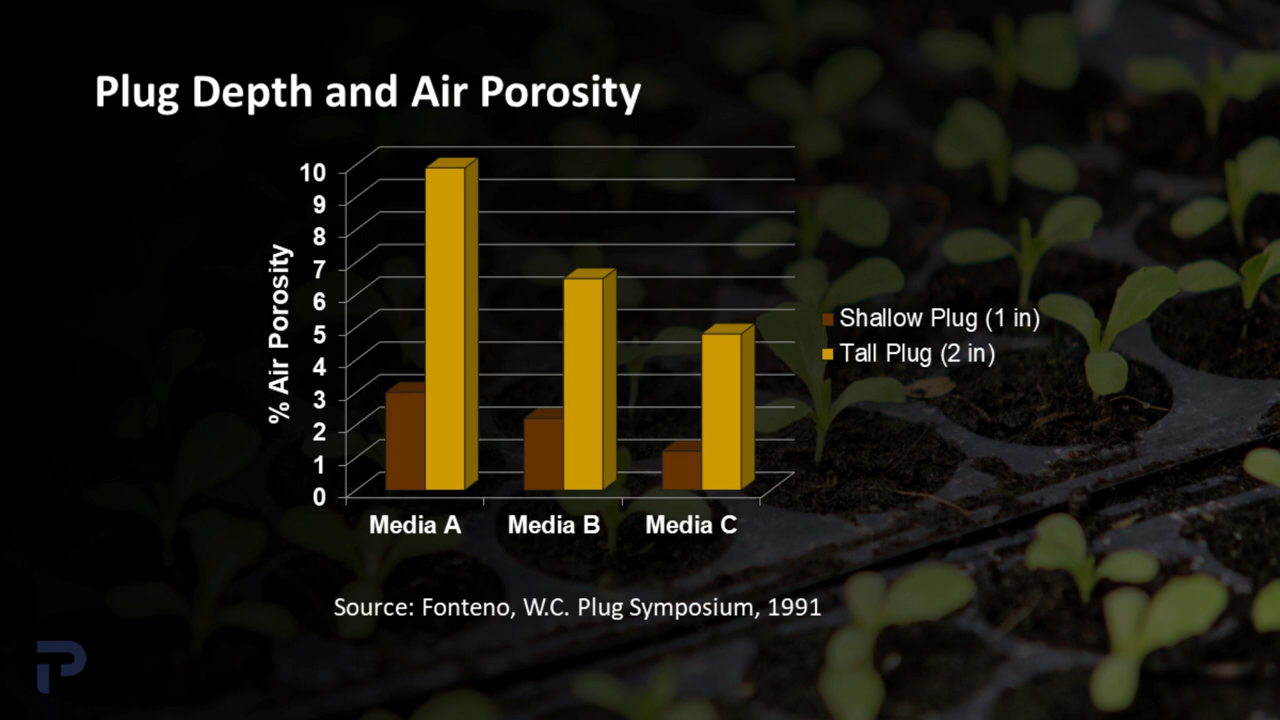 Plug Depth and Air Porosity
10
9
8
7
6
5
4
3
2
1
0
% Air Porosity
Media A Media B Media C
Shallow Plug (1 in)
Tall Plug (2 in)
Source: Fonteno, W.C. Plug Symposium, 1991